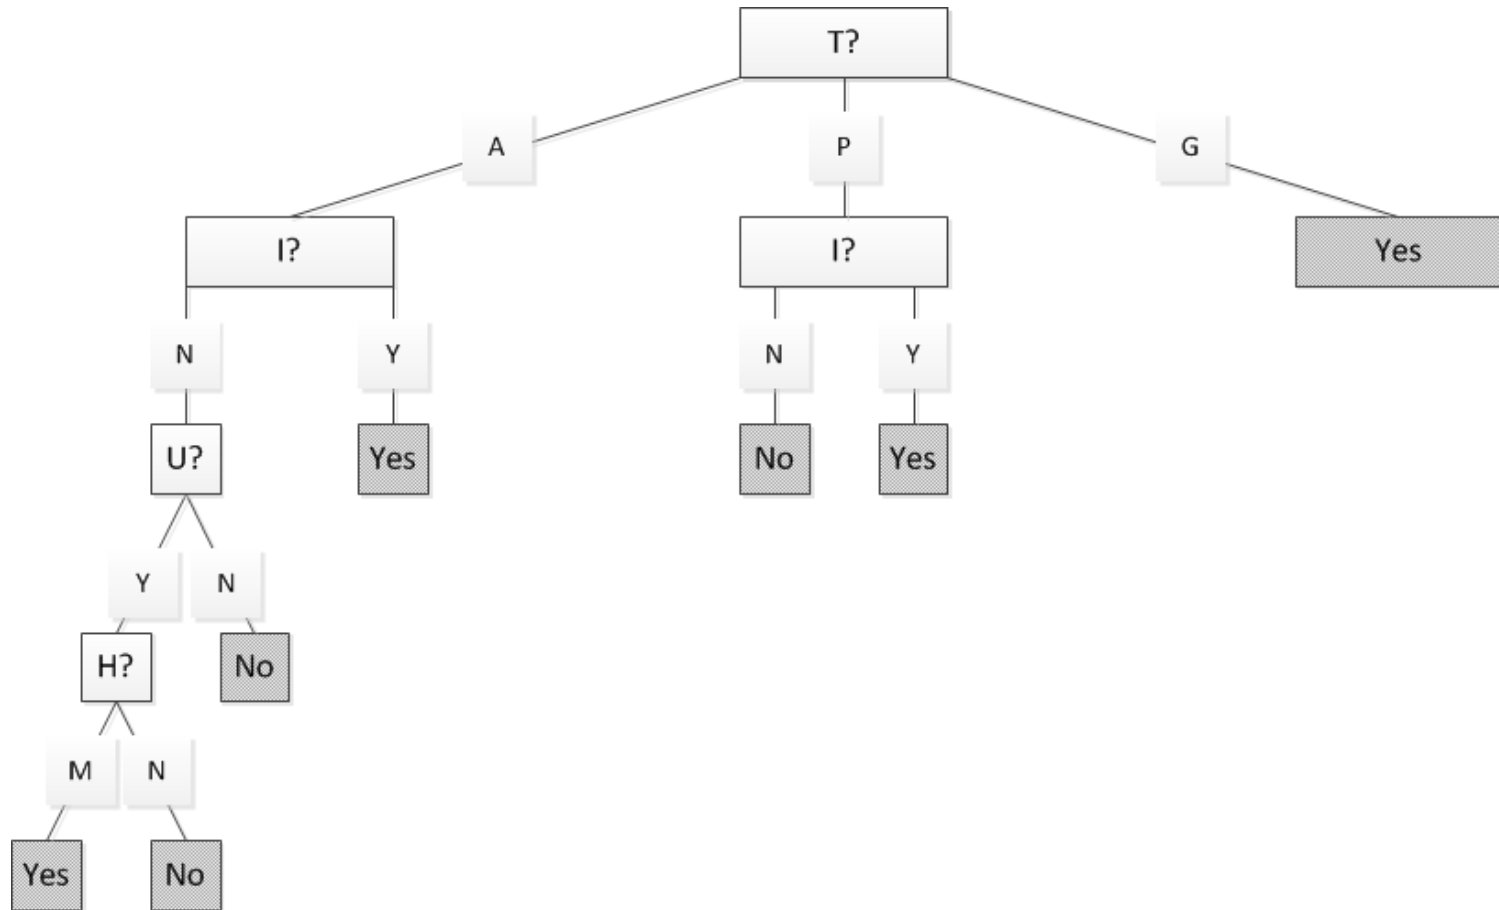 T?
A
P
G
I?
I?
Yes
N
Y
N
Y
U?
Yes
No
Yes
Y
N
H?
No
M
N
Yes
No